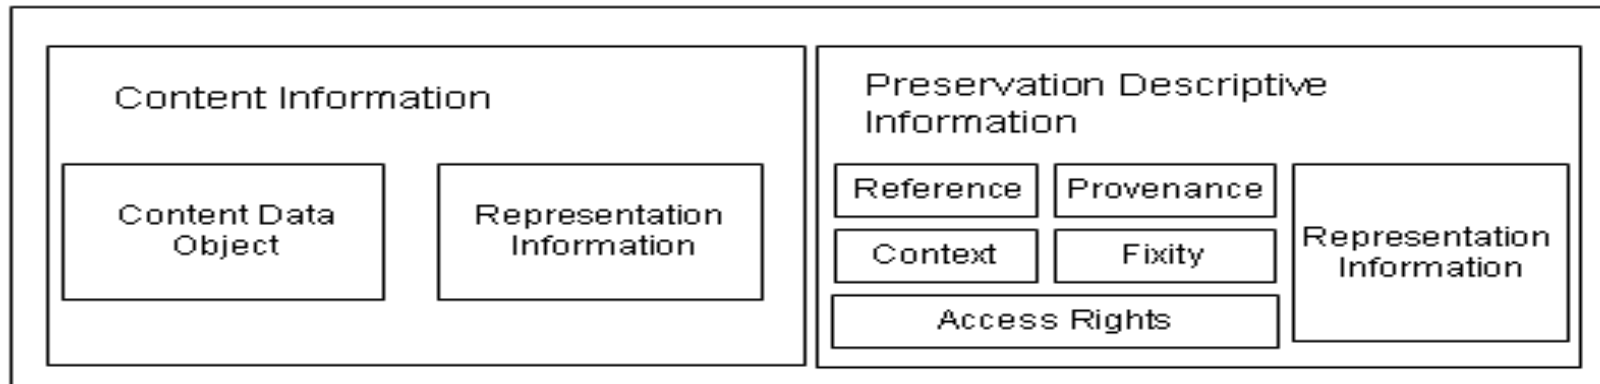 Content Information
Content Data
Object
Representation
Information
Preservation Descriptive
Information
Reference
Provenance
Context
Fixity
Access Rights
Representation
Information